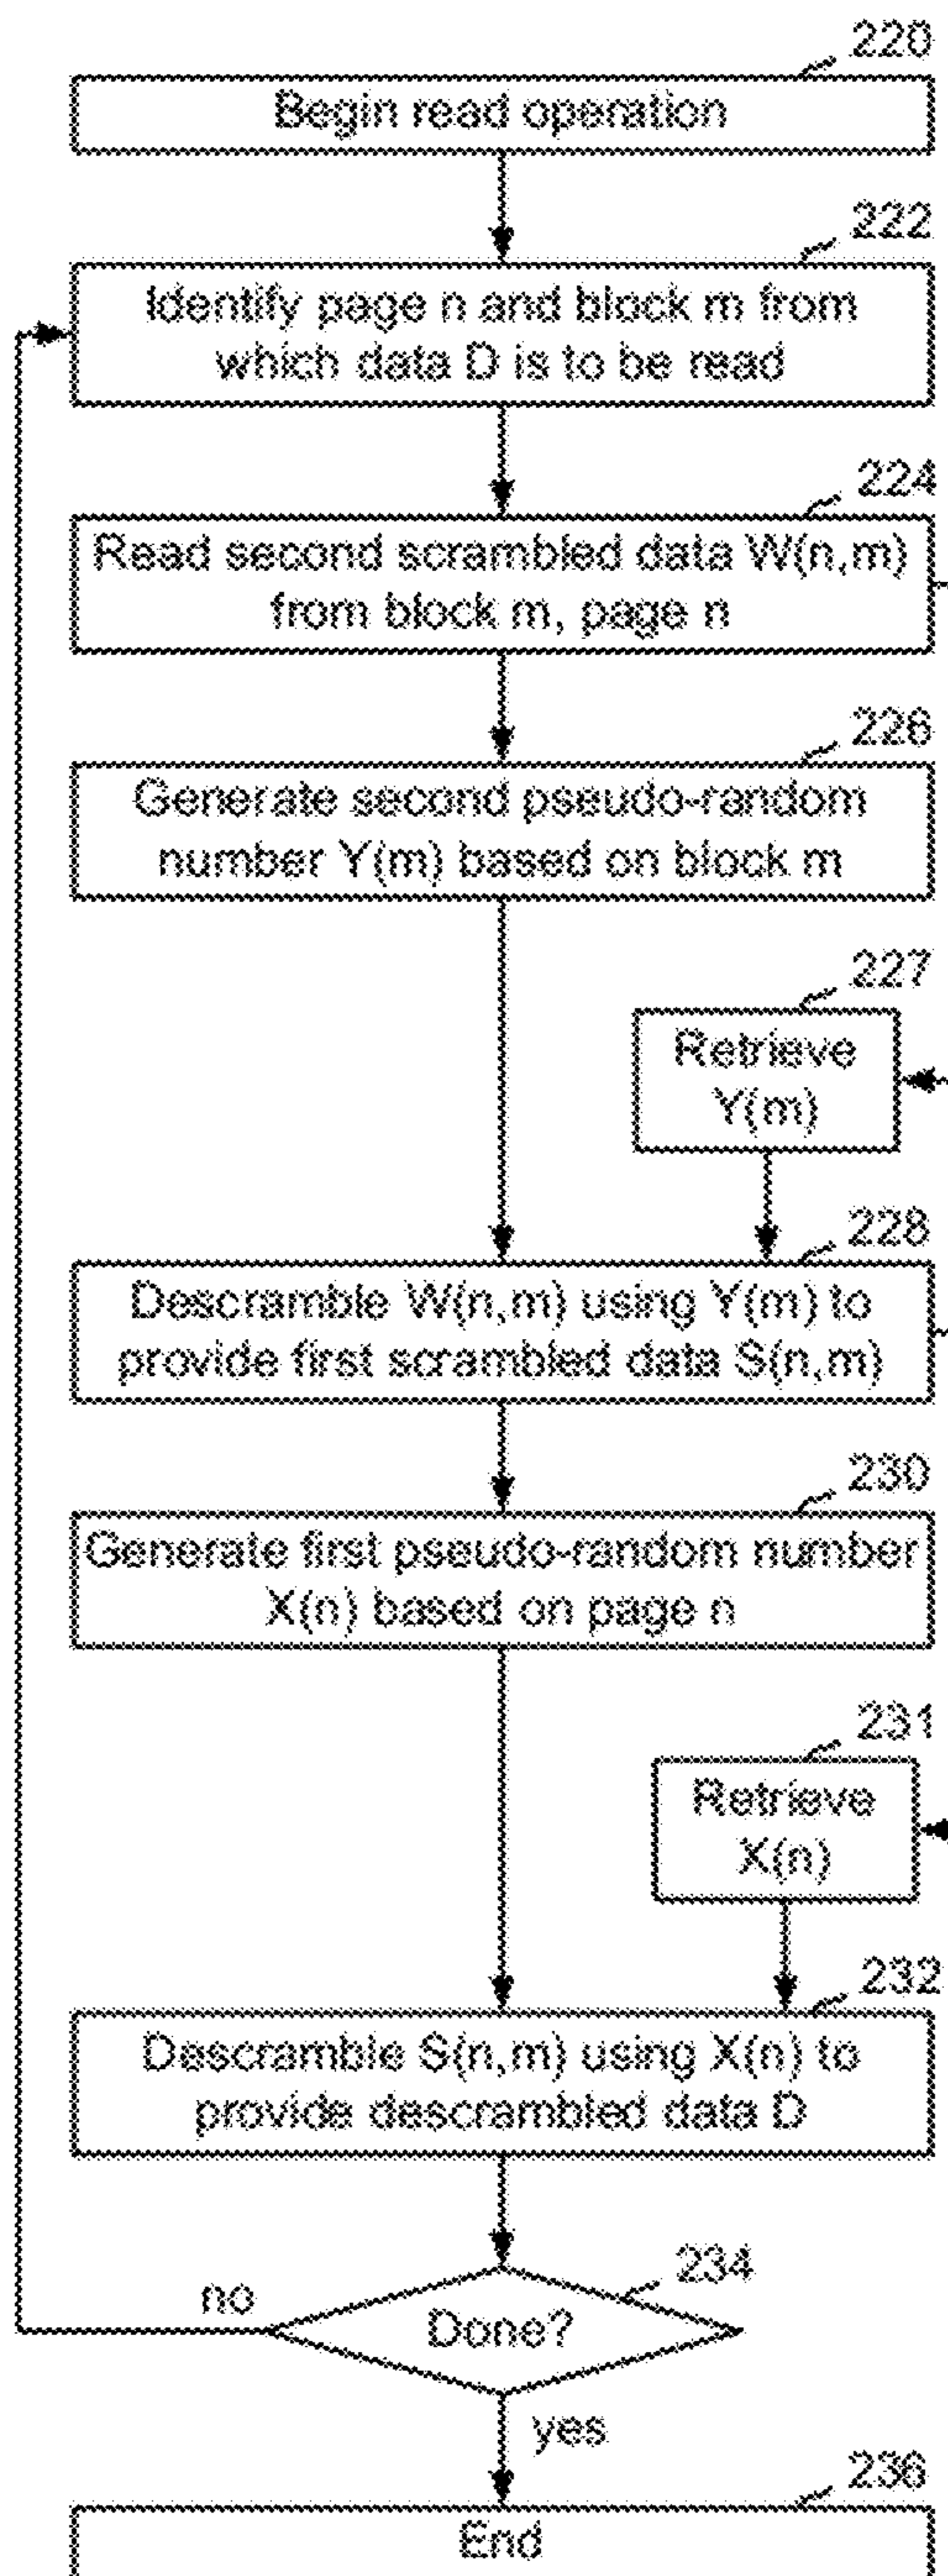 220
Begin read operation
222
Identify page n and block m from
which data D is to be read
224
Read second scrambled data W(n,m)
from block m, page n
226
Generate second pseudo-random
number Y(m) based on block m
227
Retrieve
Y(m)
228
Descramble W(n,m) using Y(m) to
provide first scrambled data S(n,m)
230
Generate first pseudo-random number
X(n) based on page n
231
Retrieve
X(n)
232
Descramble S(n,m) using X(n) to
provide descrambled data D
234
no
Done?
yes
236
End